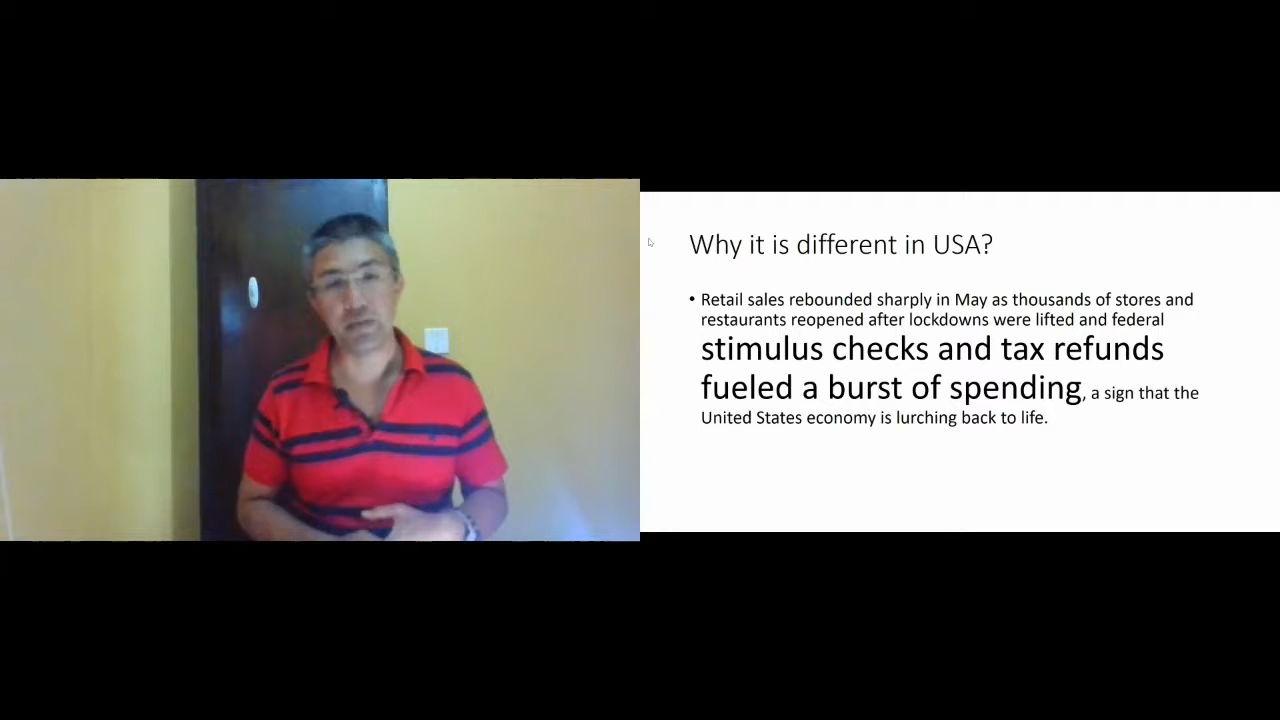 Why it is different in USA?
• Retail sales rebounded sharply in May as thousands of stores and
restaurants reopened after lockdowns were lifted and federal
stimulus checks and tax refunds
fueled a burst of spending, a sign that the
United States economy is lurching back to life.